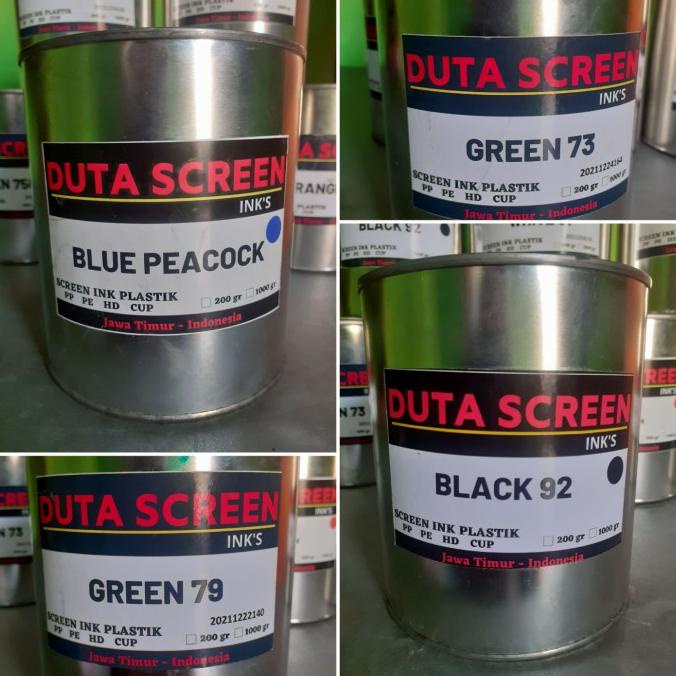 DUTA SCREEN
INK'S
BLUE PEACOCK
SCREEN INK PLASTIK
PP PE HD CUP
200 gr 1000 gr
Jawa Timur - Indonesia
DUTA SCREEN
INK'S
GREEN 73
20211224164
SCREEN INK PLASTIK
PP PE HD CUP
200 gr 1000 gr
Jawa Timur - Indonesia
DUTA SCREEN
INK'S
GREEN 79
20211222140
SCREEN INK PLASTIK
PP PE HD CUP
200 gr 1000 gr
Jawa Timur - Indonesia
BLACK 92
DUTA SCREEN
INK'S
BLACK 92
SCREEN INK PLASTIK
PP PE HD CUP
200 gr 1000 gr
Jawa Timur - Indonesia